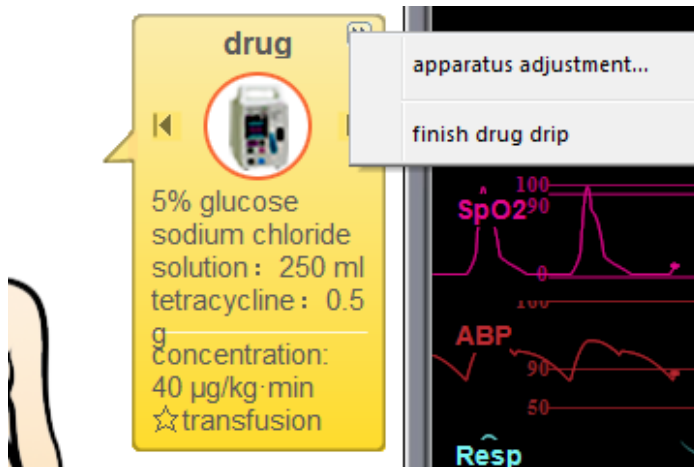 drug
5% glucose
sodium chloride
solution： 250 ml
tetracycline： 0.5
g
concentration:
40 µg/kg·min
☆transfusion
apparatus adjustment...
finish drug drip
100
SpO2
90
0
100
ABP
90
50
Resp